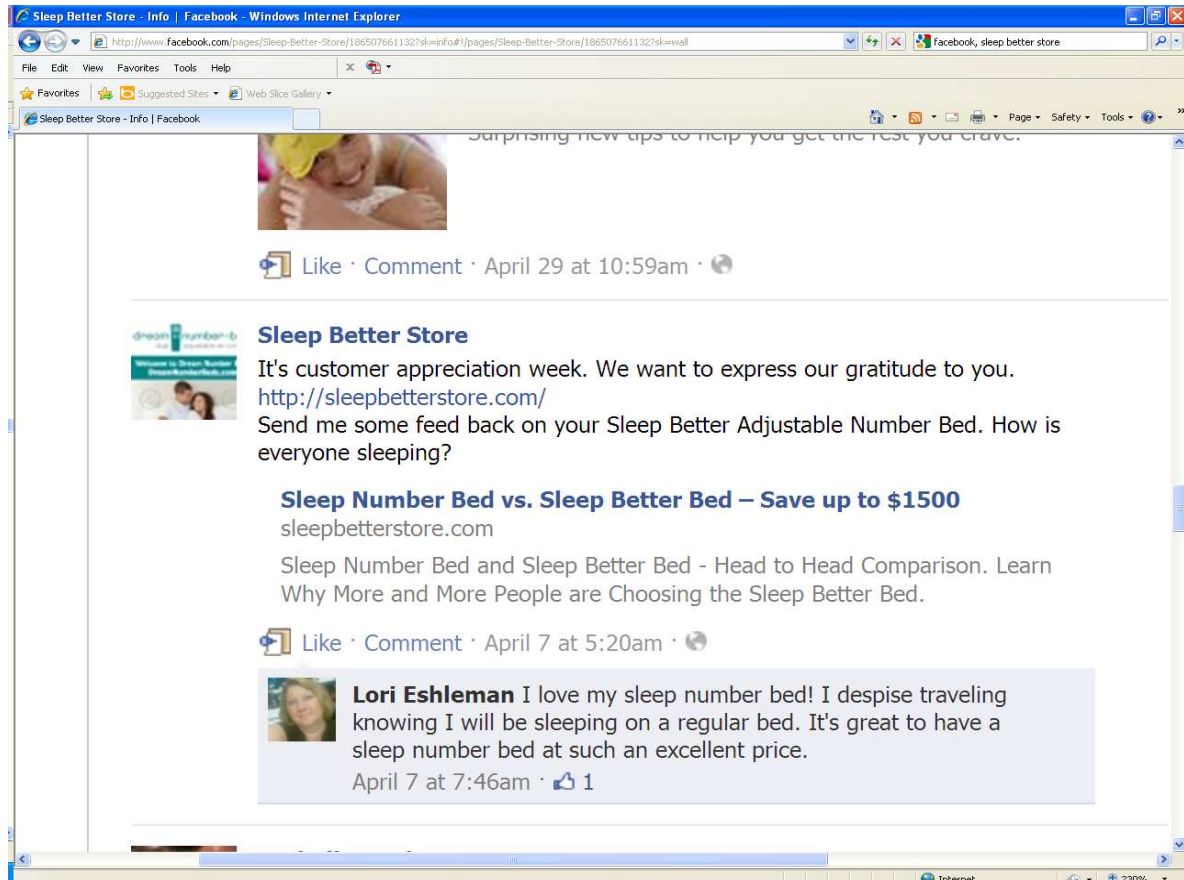 Sleep Better Store - Info | Facebook - Windows Internet Explorer
http://www.facebook.com/pages/Sleep-Better-Store/186507661132?sk=info#!/pages/Sleep-Better-Store/186507661132?sk=wall facebook, sleep better store
File Edit View Favorites Tools Help x
Favorites Suggested Sites Web Slice Gallery
Sleep Better Store - Info | Facebook Page Safety Tools »
Surprising new tips to help you get the rest you crave.
Like · Comment · April 29 at 10:59am ·
dream number-b
Sleep Better Store
It's customer appreciation week. We want to express our gratitude to you.
http://sleepbetterstore.com/
Send me some feed back on your Sleep Better Adjustable Number Bed. How is
everyone sleeping?
Sleep Number Bed vs. Sleep Better Bed – Save up to $1500
sleepbetterstore.com
Sleep Number Bed and Sleep Better Bed - Head to Head Comparison. Learn
Why More and More People are Choosing the Sleep Better Bed.
Like · Comment · April 7 at 5:20am ·
Lori Eshleman I love my sleep number bed! I despise traveling
knowing I will be sleeping on a regular bed. It's great to have a
sleep number bed at such an excellent price.
April 7 at 7:46am · 1
Internet 230%